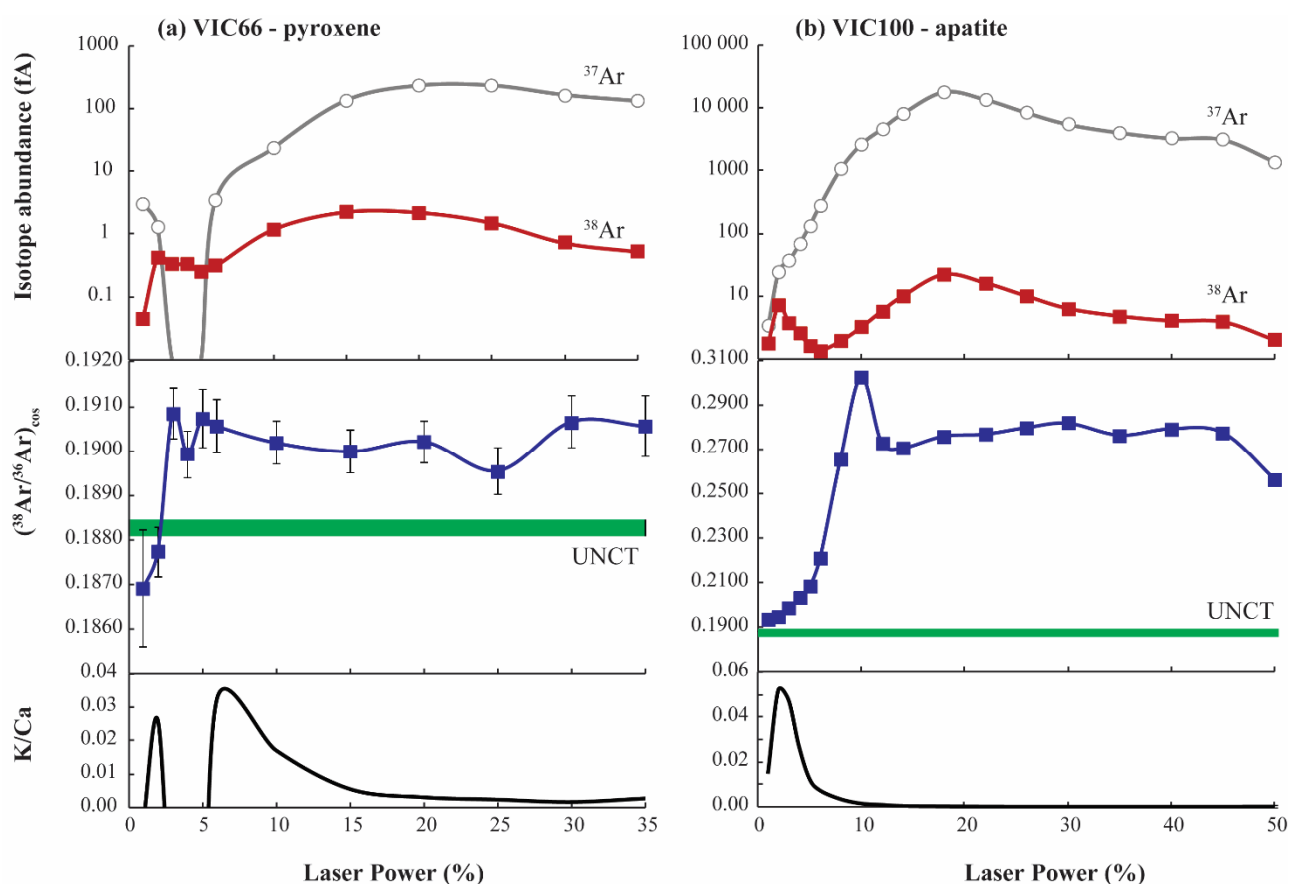 (a) VIC66 - pyroxene
Isotope abundance (fA)
1000
100
10
1
0.1
³⁷Ar
³⁸Ar
(³⁸Ar/³⁶Ar)cos
0.1920
0.1910
0.1900
0.1890
0.1880
0.1870
0.1860
UNCT
K/Ca
0.04
0.03
0.02
0.01
0.00
0 5 10 15 20 25 30 35
Laser Power (%)
(b) VIC100 - apatite
100 000
10 000
1000
100
10
³⁷Ar
³⁸Ar
0.3100
0.2900
0.2700
0.2500
0.2300
0.2100
0.1900
UNCT
0.06
0.04
0.02
0.00
0 10 20 30 40 50
Laser Power (%)